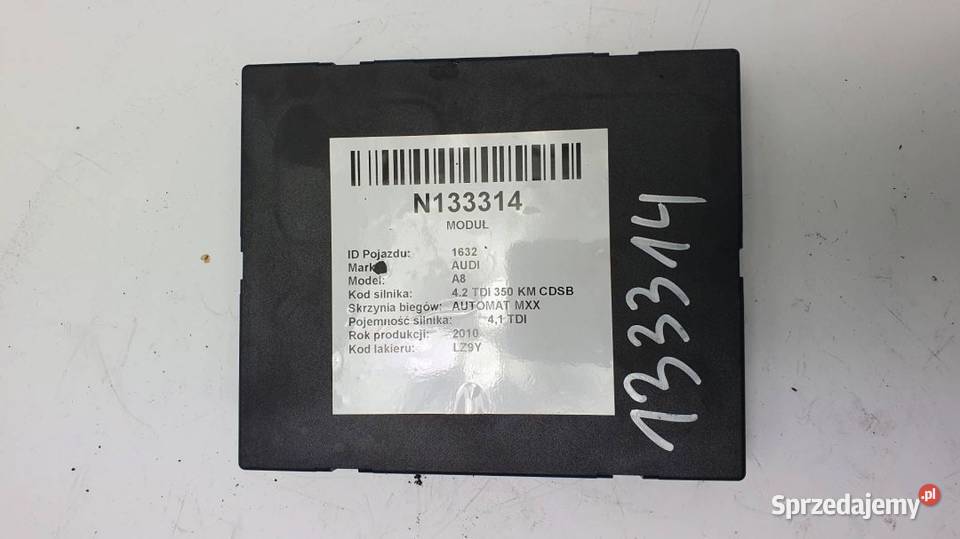 N133314
MODUŁ
ID Pojazdu: 1632
Mark AUDI
Model: A8
Kod silnika: 4.2 TDI 350 KM CDSB
Skrzynia biegów: AUTOMAT MXX
Pojemność silnika: 4,1 TDI
Rok produkcji: 2010
Kod lakieru: LZ9Y
133314
Sprzedajemy.pl